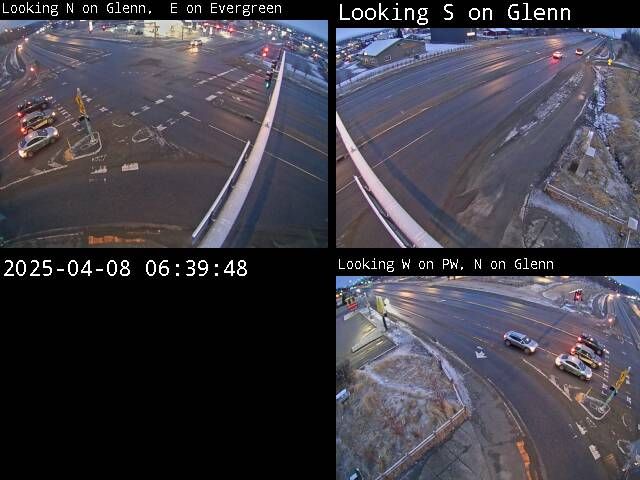 Looking N on Glenn, E on Evergreen
Looking S on Glenn
2025-04-08 06:39:48
Looking W on PW, N on Glenn